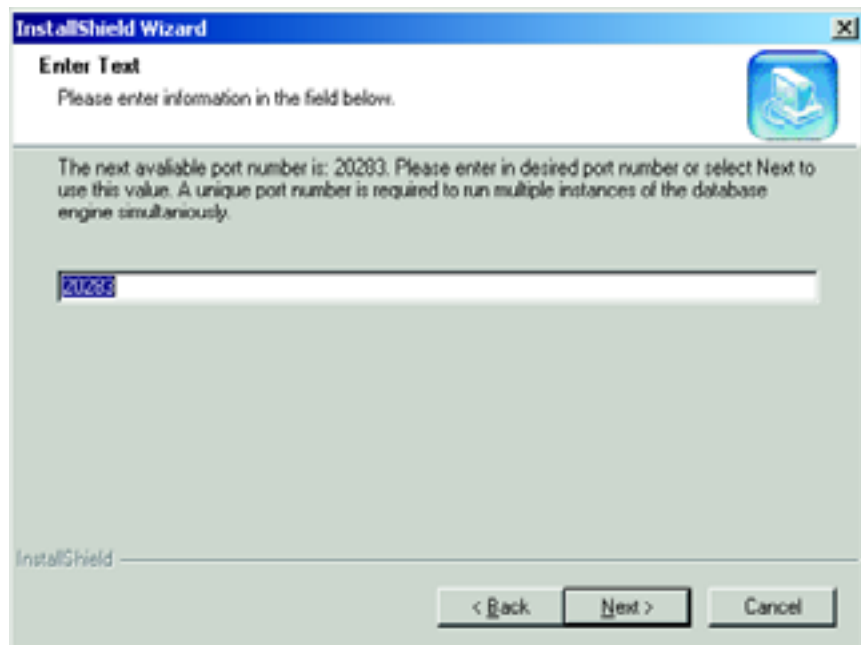 InstallShield Wizard
Enter Text
Please enter information in the field below.
The next avaliable port number is: 20283. Please enter in desired port number or select Next to
use this value. A unique port number is required to run multiple instances of the database
engine simultaniously.
20283
InstallShield
< Back
Next >
Cancel